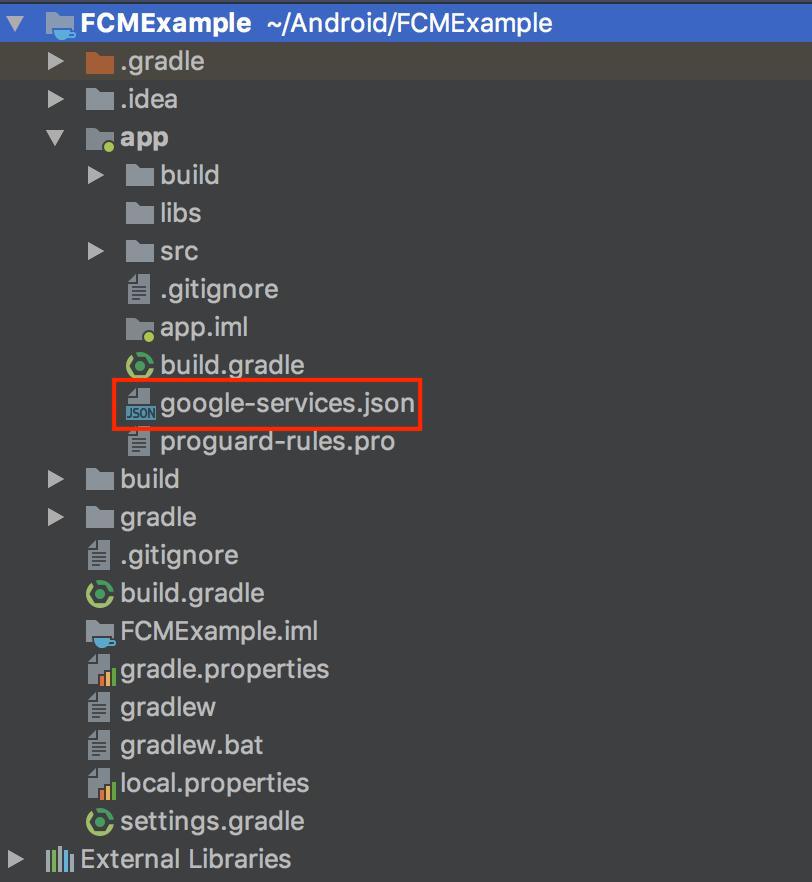 FCMExample ~/Android/FCMExample
.gradle
.idea
app
build
libs
src
.gitignore
app.iml
build.gradle
JSON google-services.json
proguard-rules.pro
build
gradle
.gitignore
build.gradle
FCMExample.iml
gradle.properties
gradlew
gradlew.bat
local.properties
settings.gradle
External Libraries